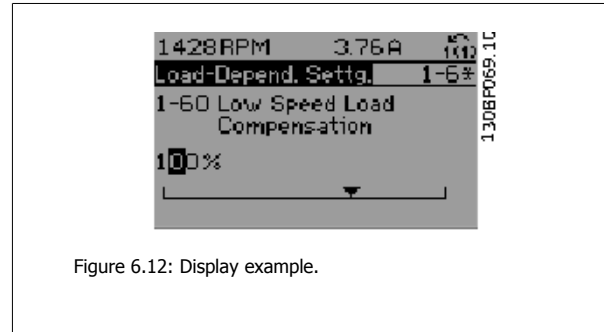 1428RPM 3.76A 1(1)
Load-Depend. Settg. 1-6*
1-60 Low Speed Load
Compensation
100%
130BP069.10
Figure 6.12: Display example.